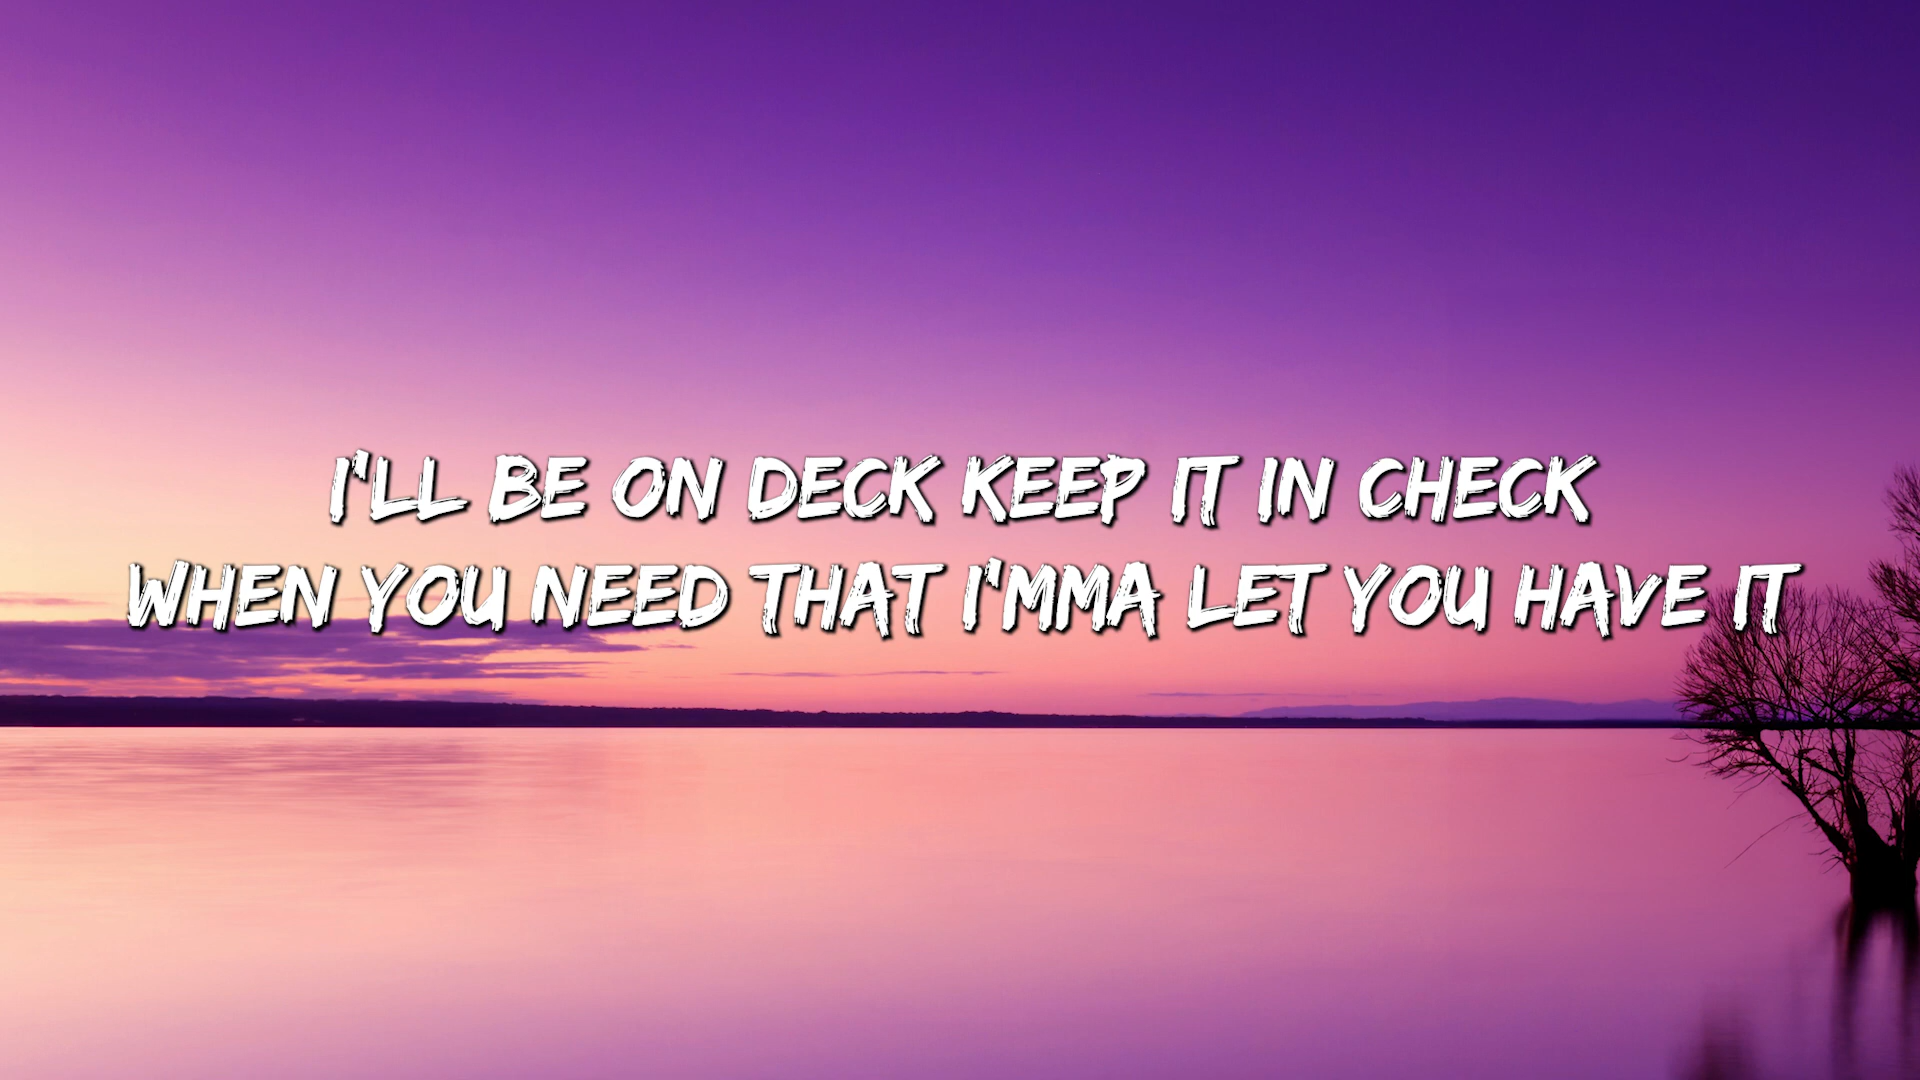 I'LL BE ON DECK KEEP IT IN CHECK
WHEN YOU NEED THAT I'MMA LET YOU HAVE IT